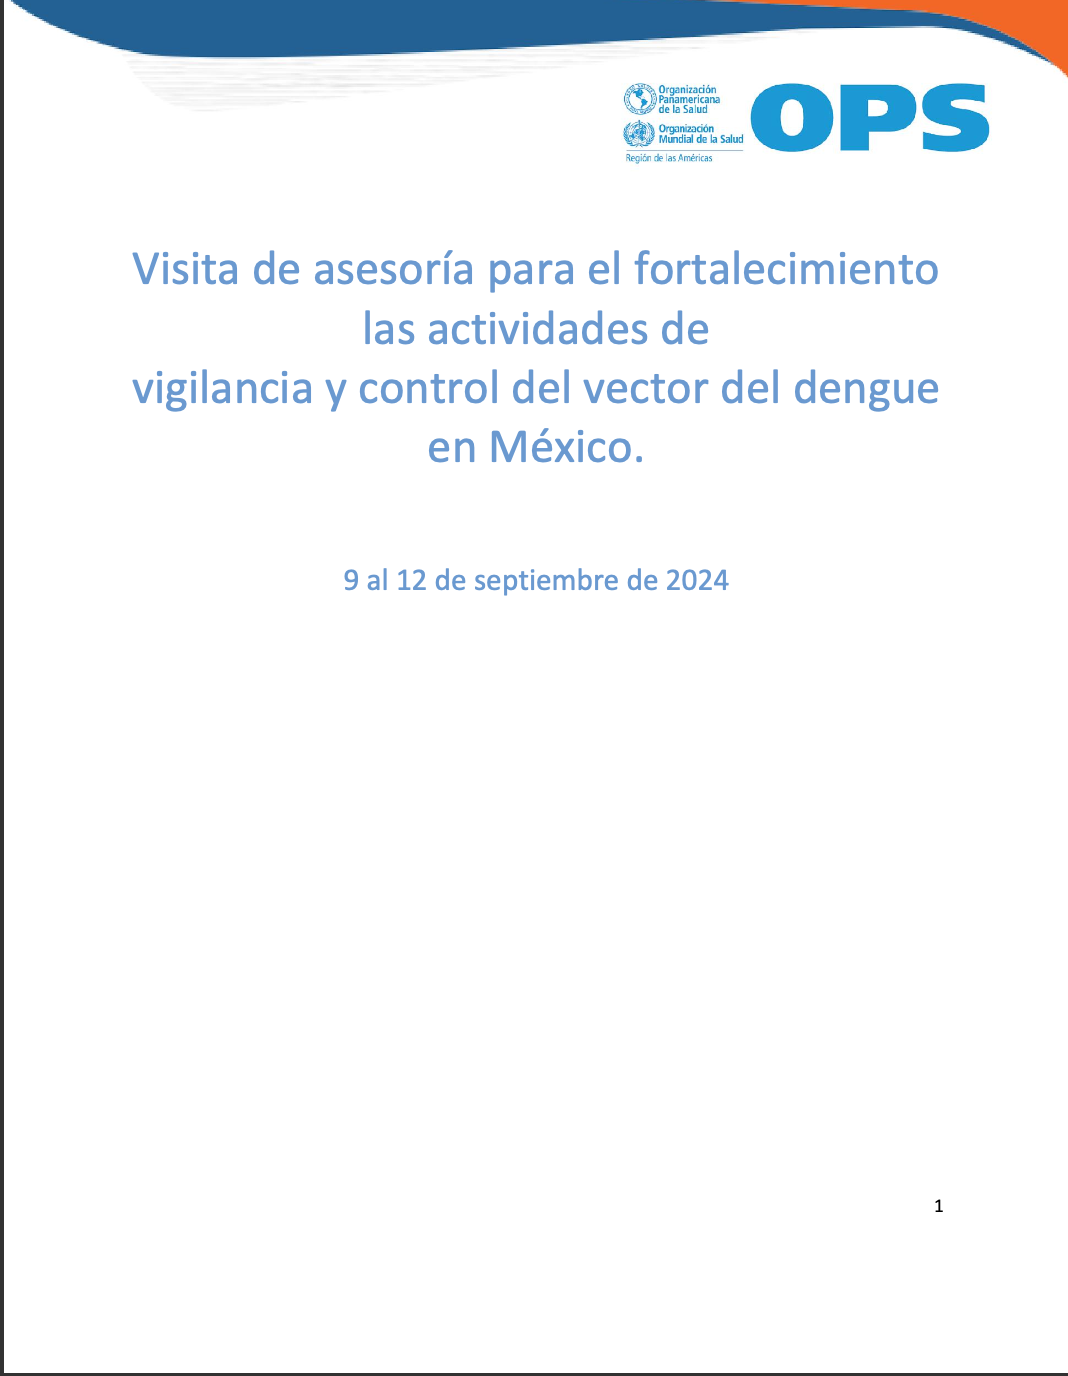 Organización
Panamericana
de la Salud
Organización
Mundial de la Salud
Región de las Américas
OPS
Visita de asesoría para el fortalecimiento
las actividades de
vigilancia y control del vector del dengue
en México.
9 al 12 de septiembre de 2024
1